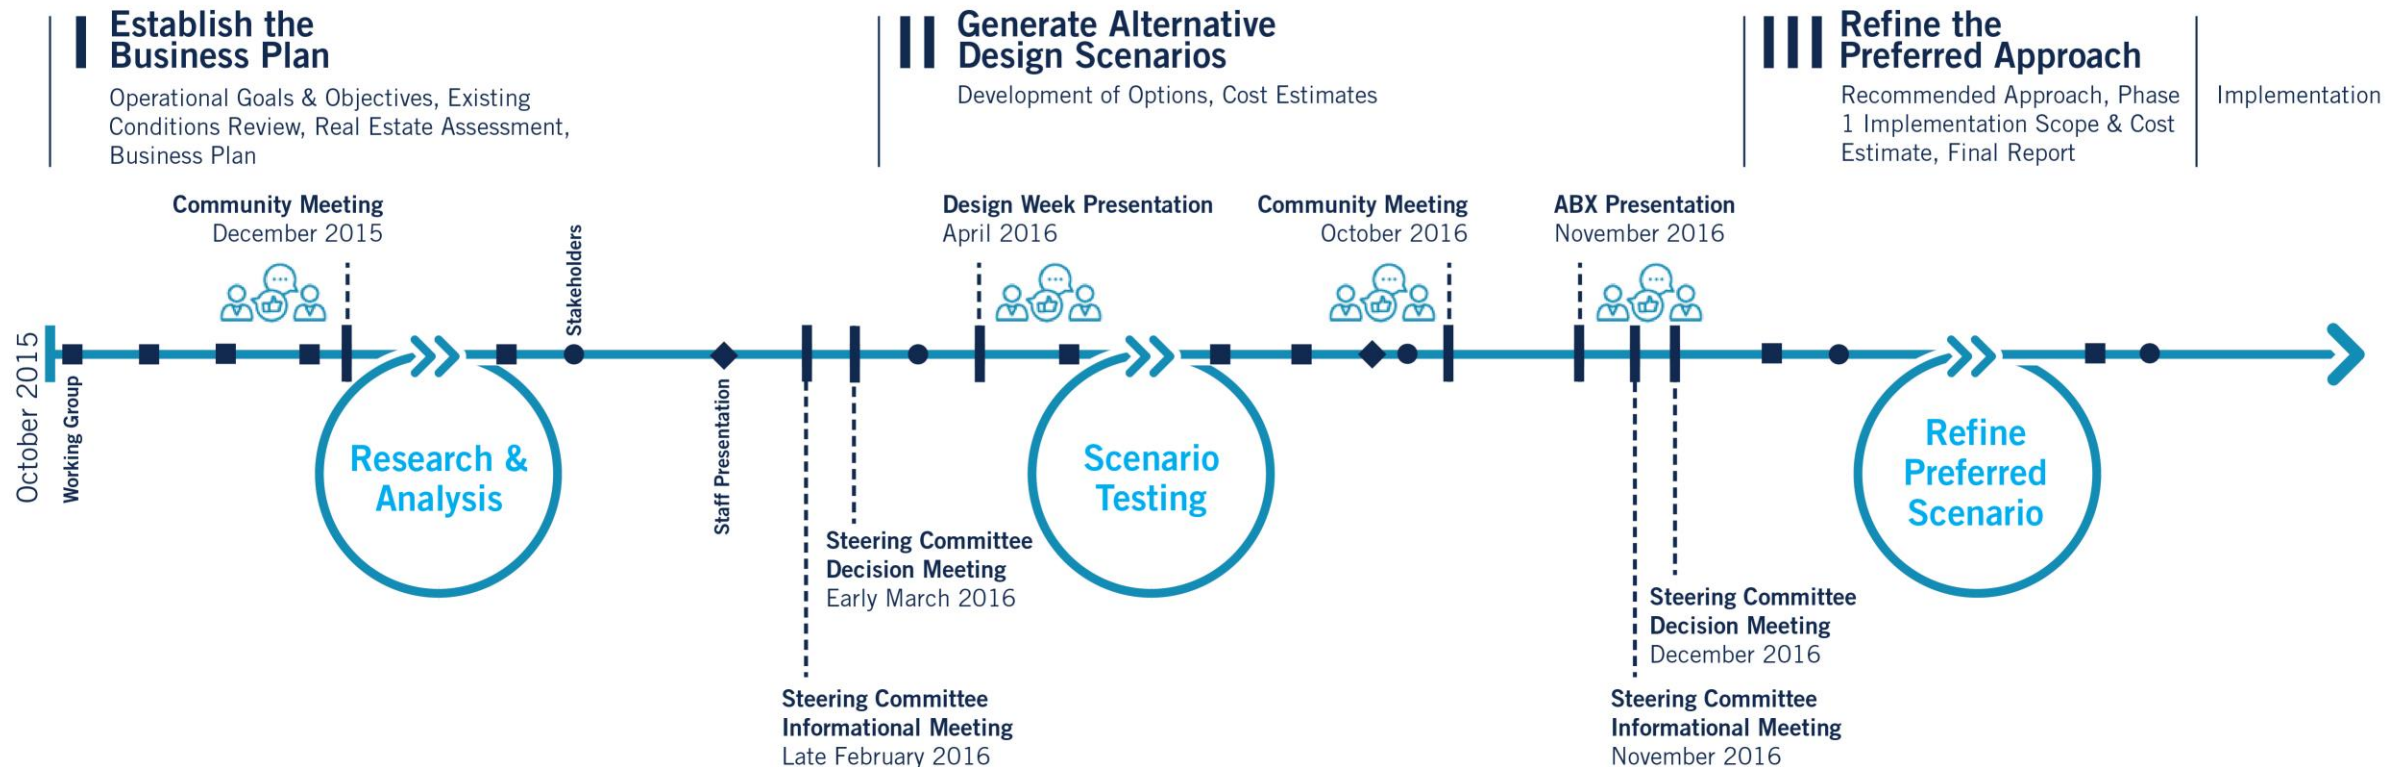 I
Establish the
Business Plan
Operational Goals & Objectives, Existing
Conditions Review, Real Estate Assessment,
Business Plan
II
Generate Alternative
Design Scenarios
Development of Options, Cost Estimates
III
Refine the
Preferred Approach
Recommended Approach, Phase
1 Implementation Scope & Cost
Estimate, Final Report
Implementation
Community Meeting
December 2015
Stakeholders
Design Week Presentation
April 2016
Community Meeting
October 2016
ABX Presentation
November 2016
October 2015
Working Group
Research &
Analysis
Staff Presentation
Steering Committee
Decision Meeting
Early March 2016
Steering Committee
Informational Meeting
Late February 2016
Scenario
Testing
Steering Committee
Decision Meeting
December 2016
Steering Committee
Informational Meeting
November 2016
Refine
Preferred
Scenario